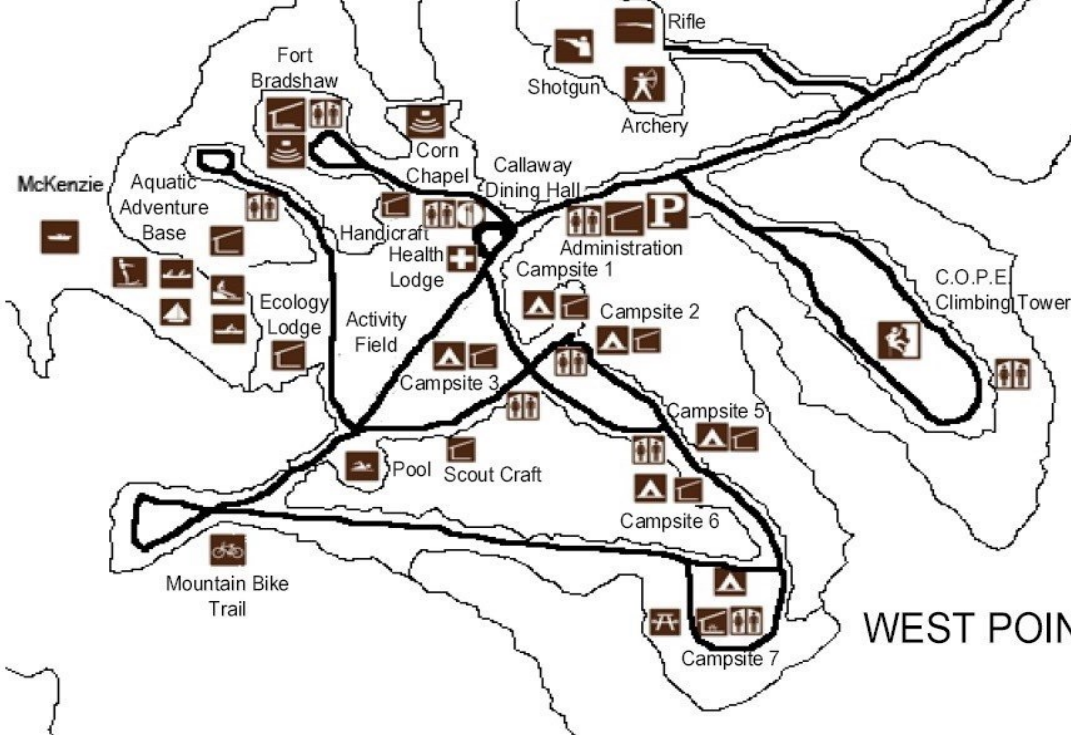 Rifle
Shotgun
Archery
Fort
Bradshaw
Corn
Chapel
Callaway
Dining Hall
P
Administration
McKenzie
Aquatic
Adventure
Base
Handicraft
Health
Lodge
Campsite 1
Campsite 2
C.O.P.E.
Climbing Tower
Ecology
Lodge
Activity
Field
Campsite 3
Campsite 5
Pool
Scout Craft
Campsite 6
Mountain Bike
Trail
Campsite 7
WEST POIN